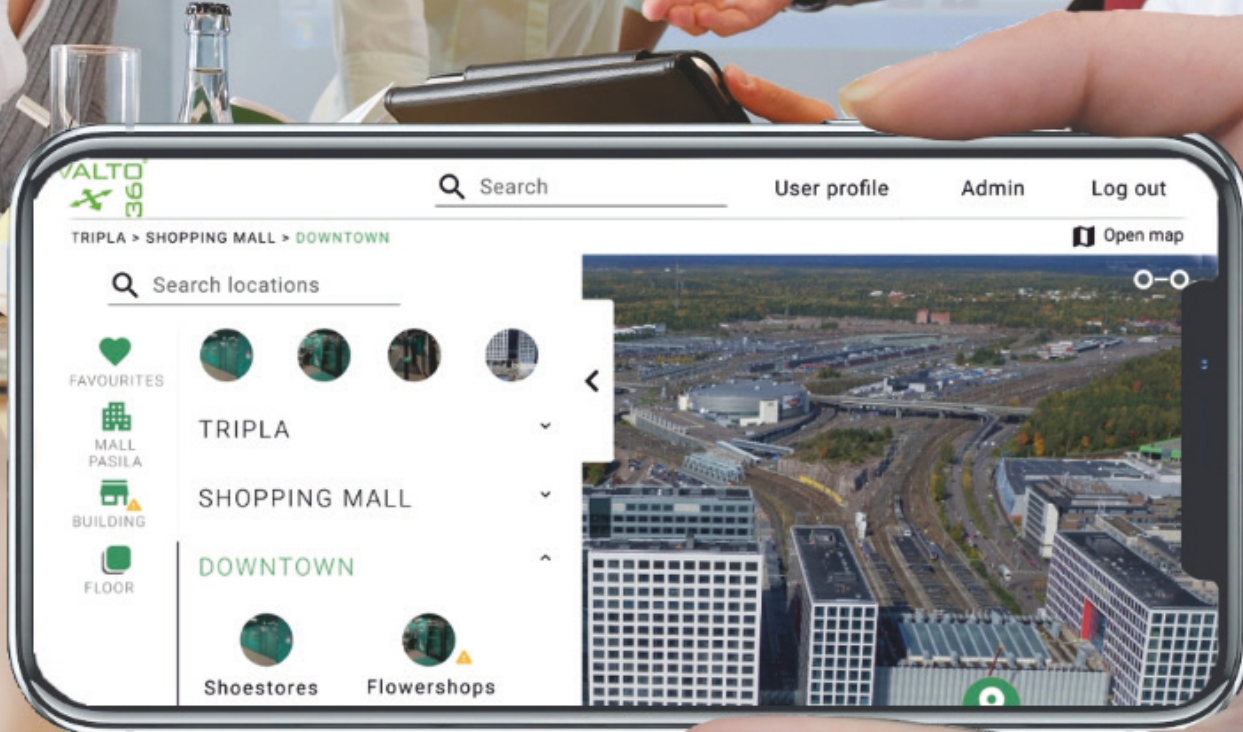 VALTO
360
Search
User profile
Admin
Log out
TRIPLA > SHOPPING MALL > DOWNTOWN
Open map
Search locations
FAVOURITES
MALL
PASILA
BUILDING
FLOOR
TRIPLA
SHOPPING MALL
DOWNTOWN
Shoestores
Flowershops